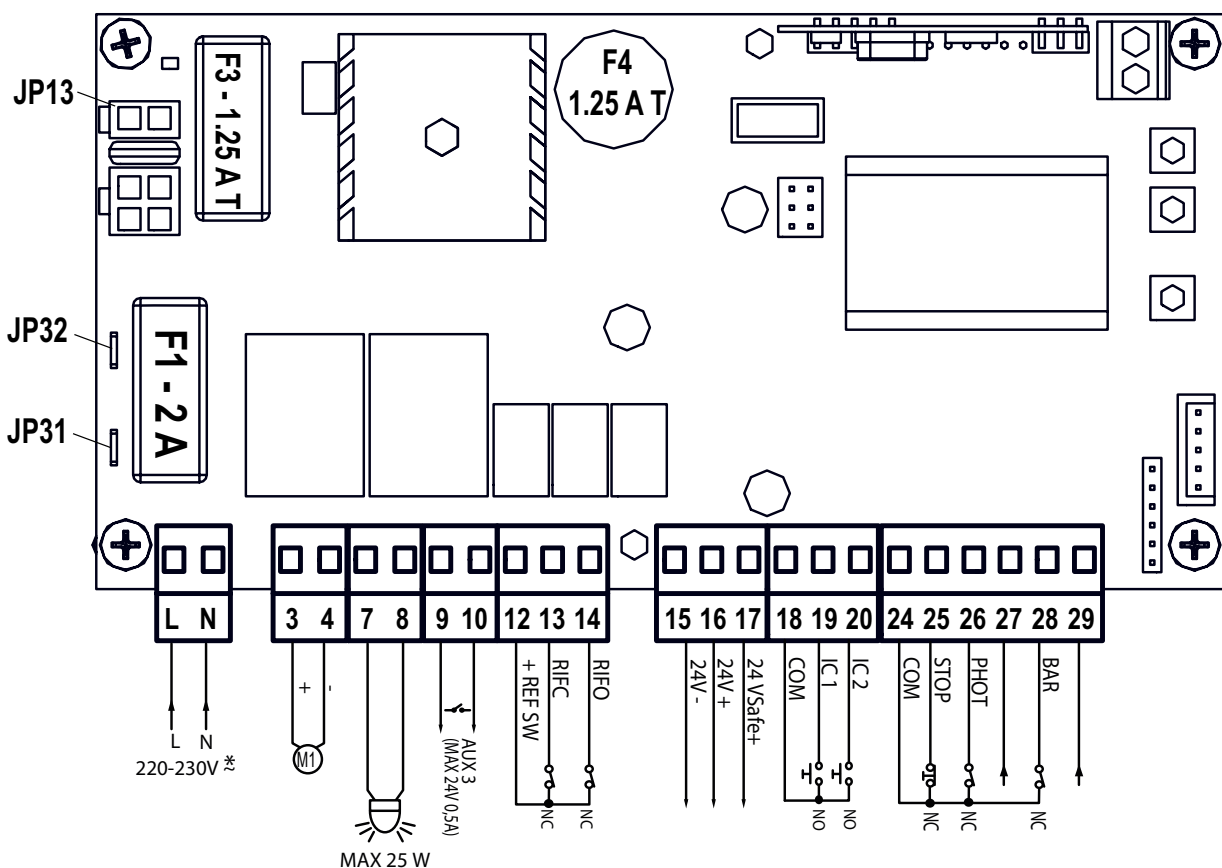 F4
1.25 A T
F3 - 1.25 A T
JP13
JP32
F1 - 2 A
JP31
L N 3 4 7 8 9 10 12 13 14 15 16 17 18 19 20 24 25 26 27 28 29
+ -
+ REF SW
RIFC
RIFO
24V -
24V +
24 VSafe+
COM
IC 1
IC 2
COM
STOP
PHOT
BAR
L N
220-230V ~*
M1
AUX 3
(MAX 24V 0,5A)
NC NC NO NO NC NC NC
MAX 25 W